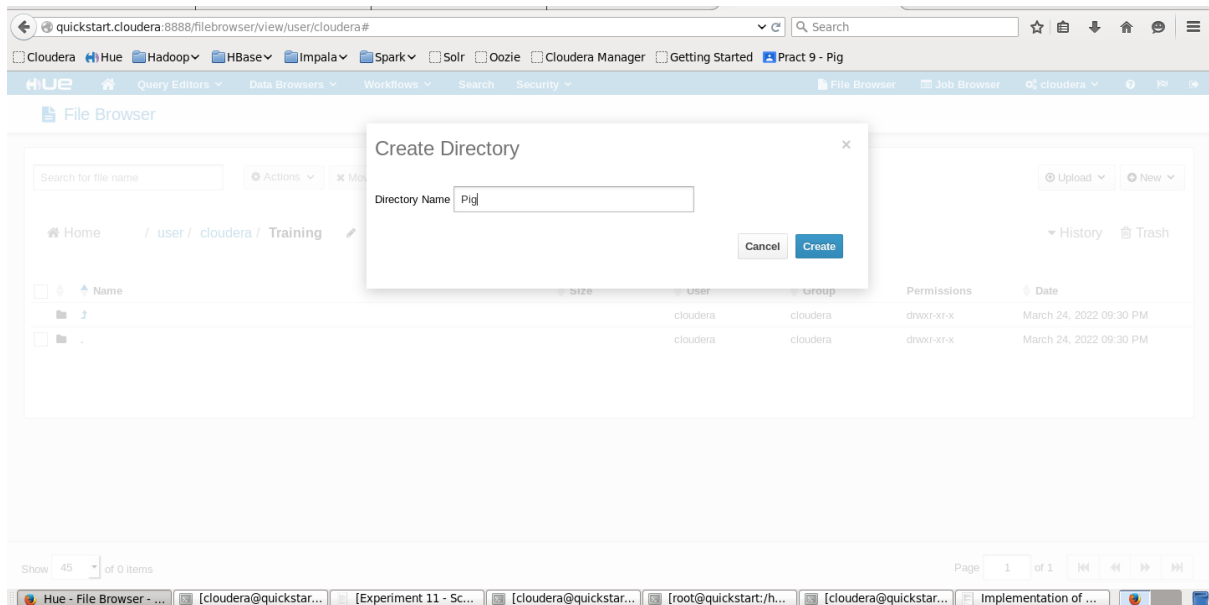 quickstart.cloudera:8888/filebrowser/view/user/cloudera#
Search
Cloudera Hue Hadoop HBase Impala Spark Solr Oozie Cloudera Manager Getting Started Pract 9 - Pig
HUE Query Editors Data Browsers Workflows Search Security File Browser Job Browser cloudera
File Browser
Create Directory ×
Search for file name Actions Mov Upload New
Directory Name Pig
Home / user / cloudera / Training History Trash
Cancel Create
Name Size User Group Permissions Date
cloudera cloudera drwxr-xr-x March 24, 2022 09:30 PM
. cloudera cloudera drwxr-xr-x March 24, 2022 09:30 PM
Show 45 of 0 items Page 1 of 1
Hue - File Browser - ... [cloudera@quickstar... [Experiment 11 - Sc... [cloudera@quickstar... [root@quickstart:/h... [cloudera@quickstar... Implementation of ...